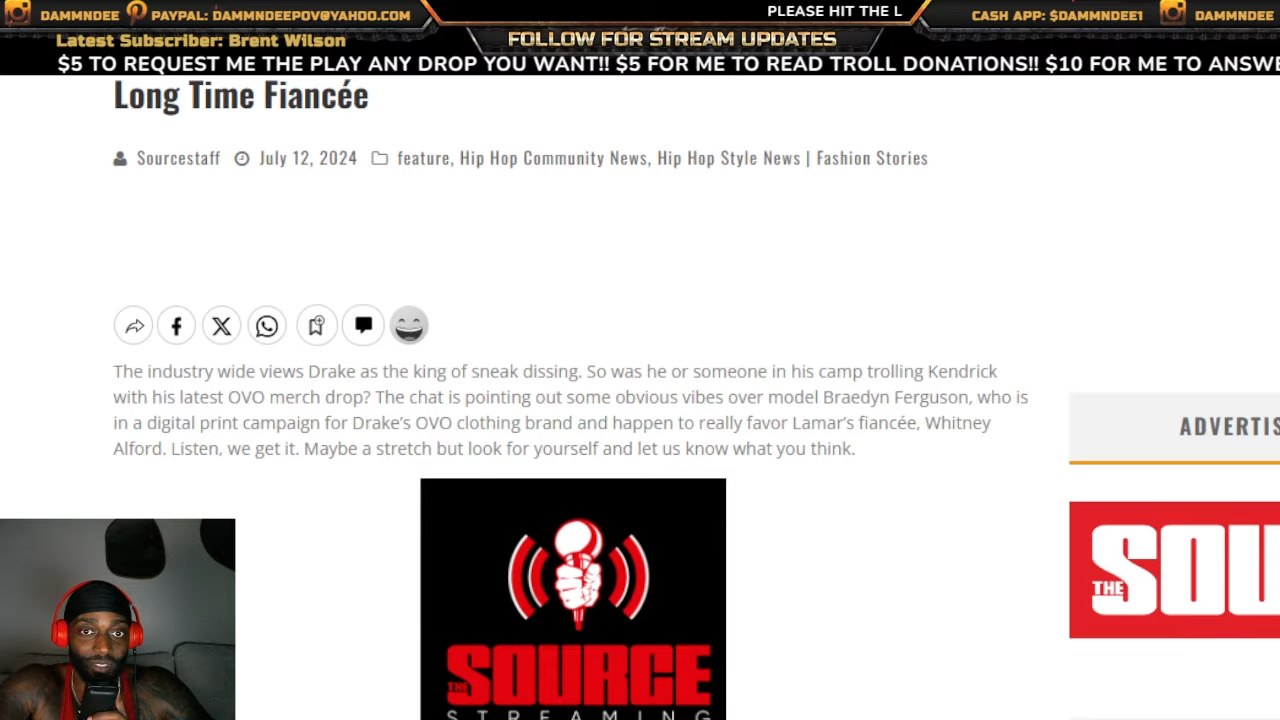 DAMMNDEE PAYPAL: DAMMNDEEPOV@YAHOO.COM PLEASE HIT THE L CASH APP: $DAMMNDEE1 DAMMNDEE
Latest Subscriber: Brent Wilson FOLLOW FOR STREAM UPDATES
$5 TO REQUEST ME THE PLAY ANY DROP YOU WANT!! $5 FOR ME TO READ TROLL DONATIONS!! $10 FOR ME TO ANSWE
Long Time Fiancée
Sourcestaff July 12, 2024 feature, Hip Hop Community News, Hip Hop Style News | Fashion Stories
The industry wide views Drake as the king of sneak dissing. So was he or someone in his camp trolling Kendrick
with his latest OVO merch drop? The chat is pointing out some obvious vibes over model Braedyn Ferguson, who is
in a digital print campaign for Drake's OVO clothing brand and happen to really favor Lamar's fiancée, Whitney
Alford. Listen, we get it. Maybe a stretch but look for yourself and let us know what you think.
ADVERTIS
THE SOU
THE SOURCE
STREAMING